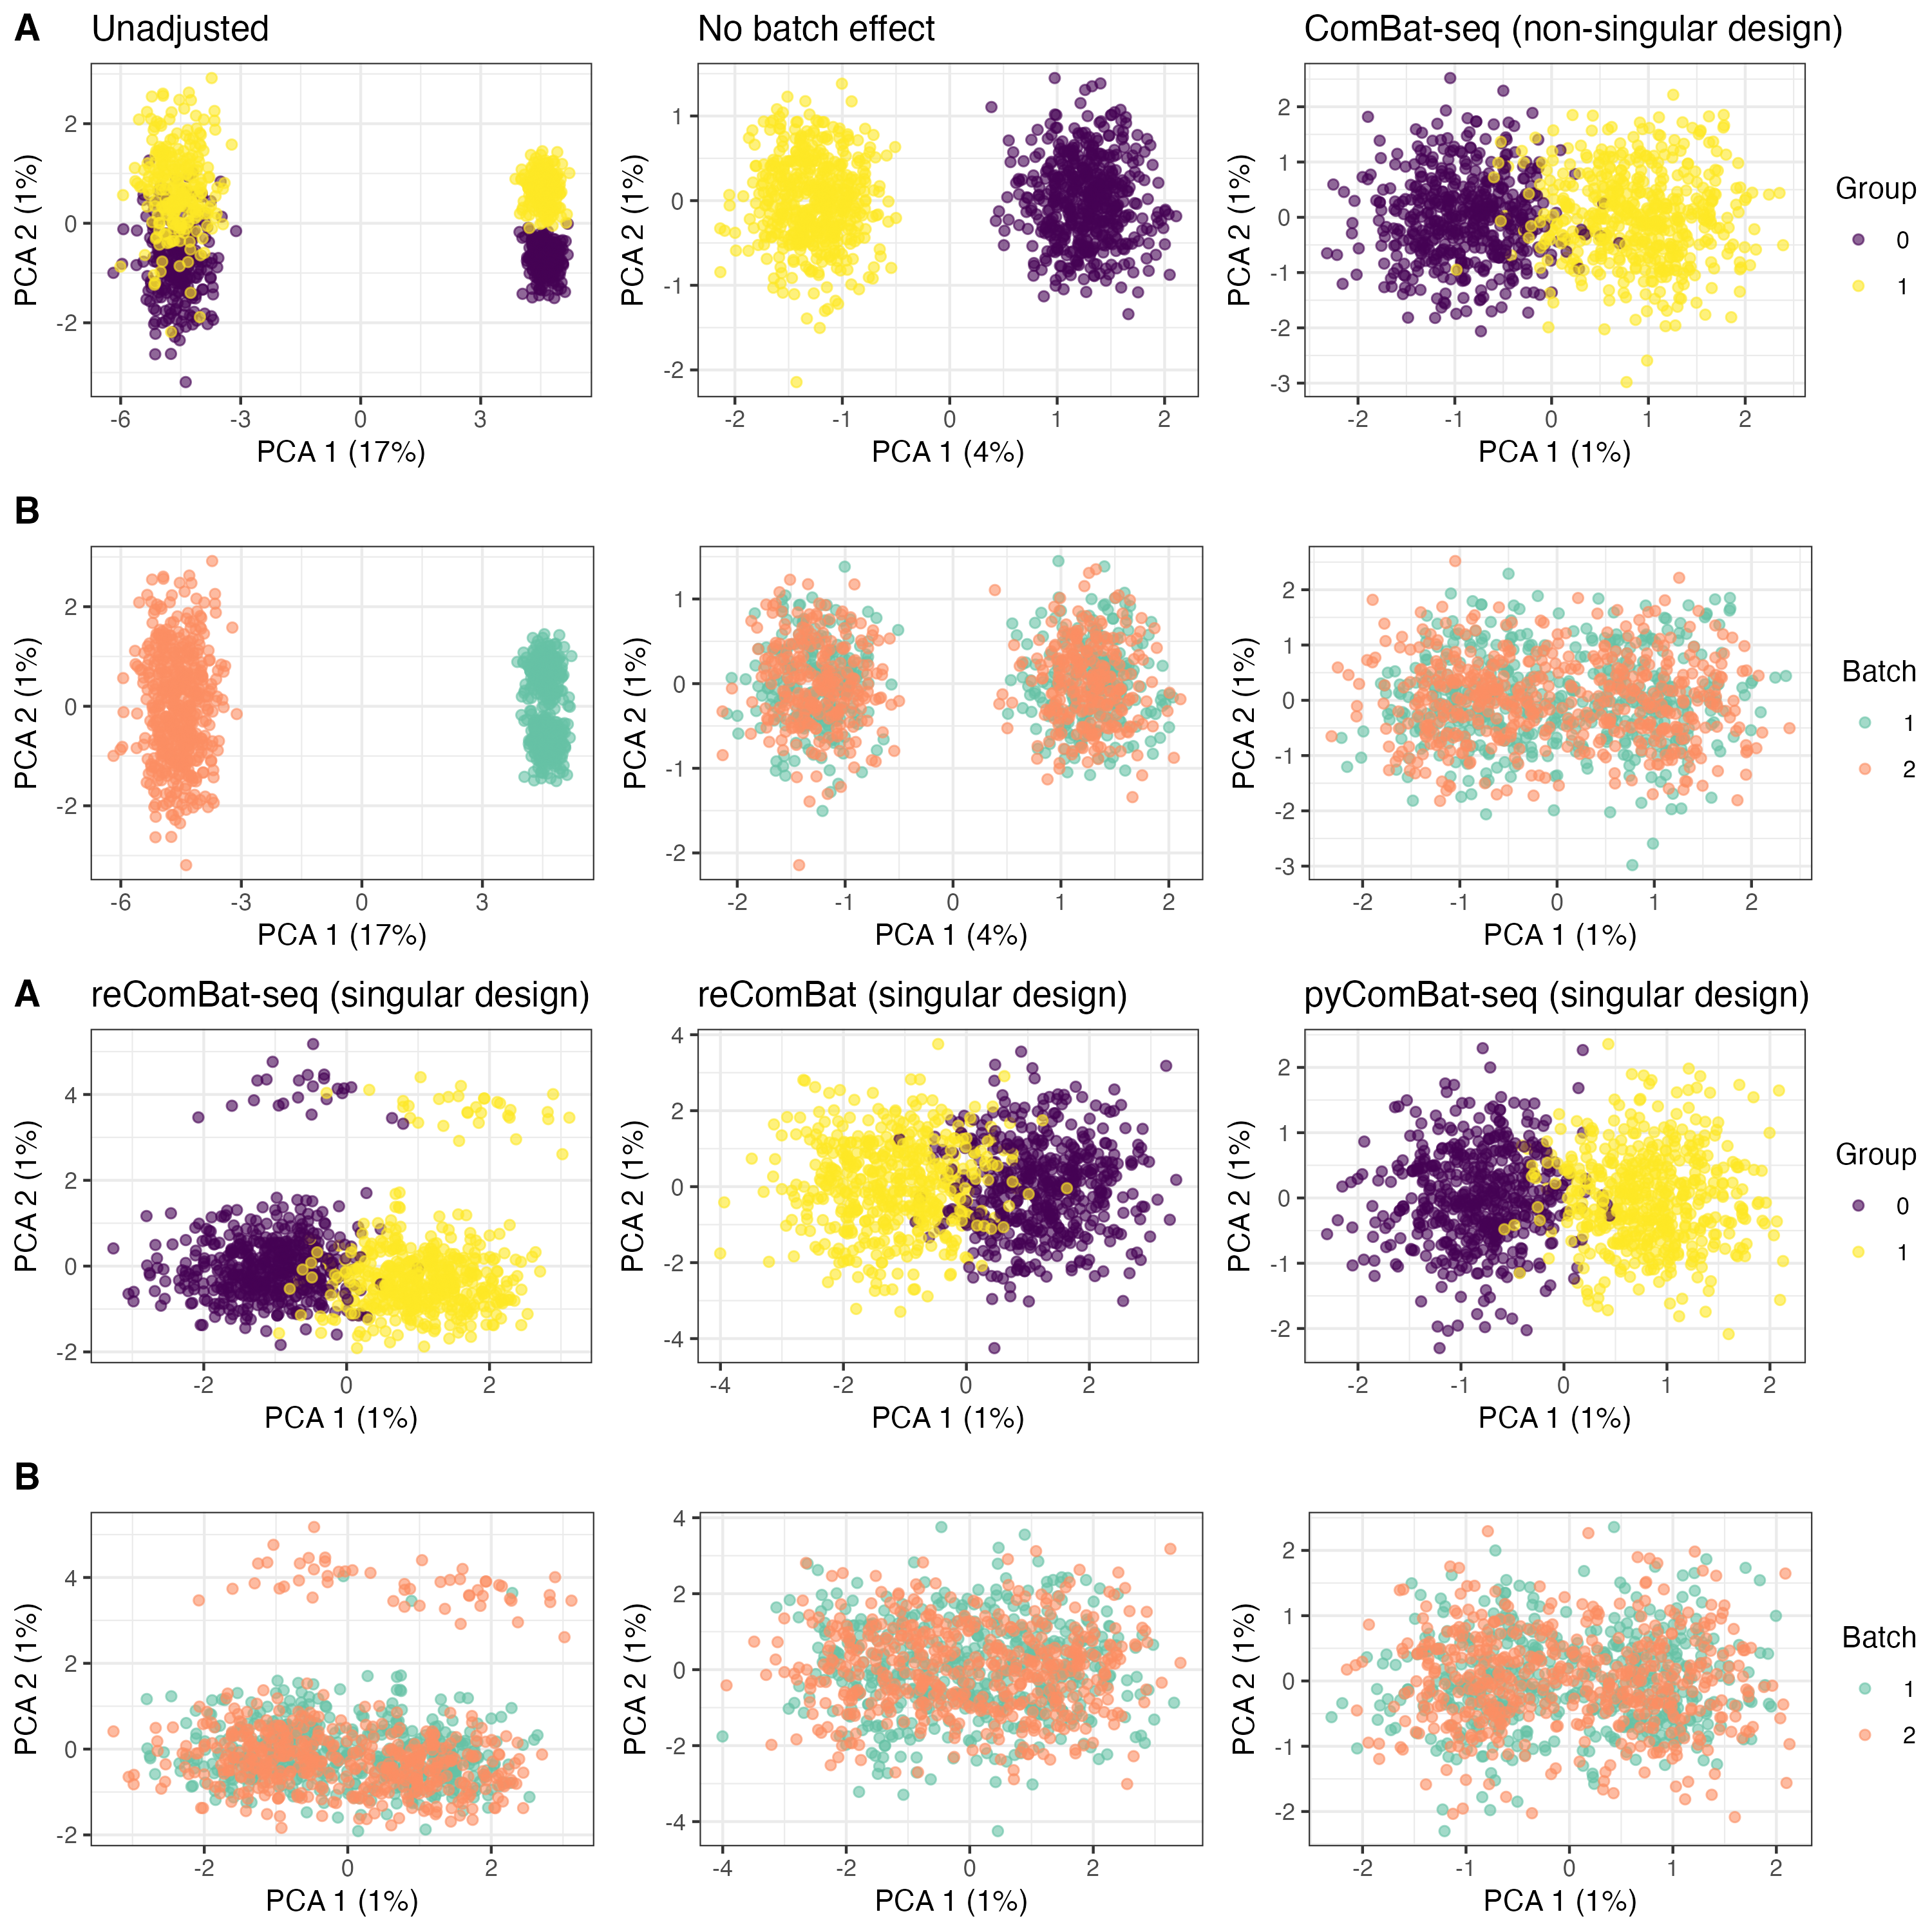 A
Unadjusted
No batch effect
ComBat-seq (non-singular design)
PCA 2 (1%)
2
0
-2
-6 -3 0 3
PCA 1 (17%)
PCA 2 (1%)
1
0
-1
-2
-2 -1 0 1 2
PCA 1 (4%)
PCA 2 (1%)
2
1
0
-1
-2
-3
-2 -1 0 1 2
PCA 1 (1%)
Group
0
1
B
PCA 2 (1%)
2
0
-2
-6 -3 0 3
PCA 1 (17%)
PCA 2 (1%)
1
0
-1
-2
-2 -1 0 1 2
PCA 1 (4%)
PCA 2 (1%)
2
1
0
-1
-2
-3
-2 -1 0 1 2
PCA 1 (1%)
Batch
1
2
A
reComBat-seq (singular design)
reComBat (singular design)
pyComBat-seq (singular design)
PCA 2 (1%)
4
2
0
-2
-2 0 2
PCA 1 (1%)
PCA 2 (1%)
4
2
0
-2
-4
-4 -2 0 2
PCA 1 (1%)
PCA 2 (1%)
2
1
0
-1
-2
-2 -1 0 1 2
PCA 1 (1%)
Group
0
1
B
PCA 2 (1%)
4
2
0
-2
-2 0 2
PCA 1 (1%)
PCA 2 (1%)
4
2
0
-2
-4
-4 -2 0 2
PCA 1 (1%)
PCA 2 (1%)
2
1
0
-1
-2
-2 -1 0 1 2
PCA 1 (1%)
Batch
1
2